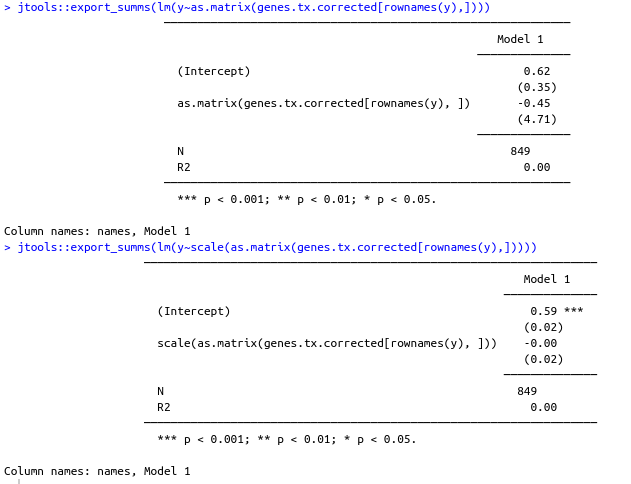 > jtools::export_summs(lm(y~as.matrix(genes.tx.corrected[rownames(y),])))
Model 1
(Intercept) 0.62
(0.35)
as.matrix(genes.tx.corrected[rownames(y), ]) -0.45
(4.71)
N 849
R2 0.00
*** p < 0.001; ** p < 0.01; * p < 0.05.
Column names: names, Model 1
> jtools::export_summs(lm(y~scale(as.matrix(genes.tx.corrected[rownames(y),]))))
Model 1
(Intercept) 0.59 ***
(0.02)
scale(as.matrix(genes.tx.corrected[rownames(y), ])) -0.00
(0.02)
N 849
R2 0.00
*** p < 0.001; ** p < 0.01; * p < 0.05.
Column names: names, Model 1